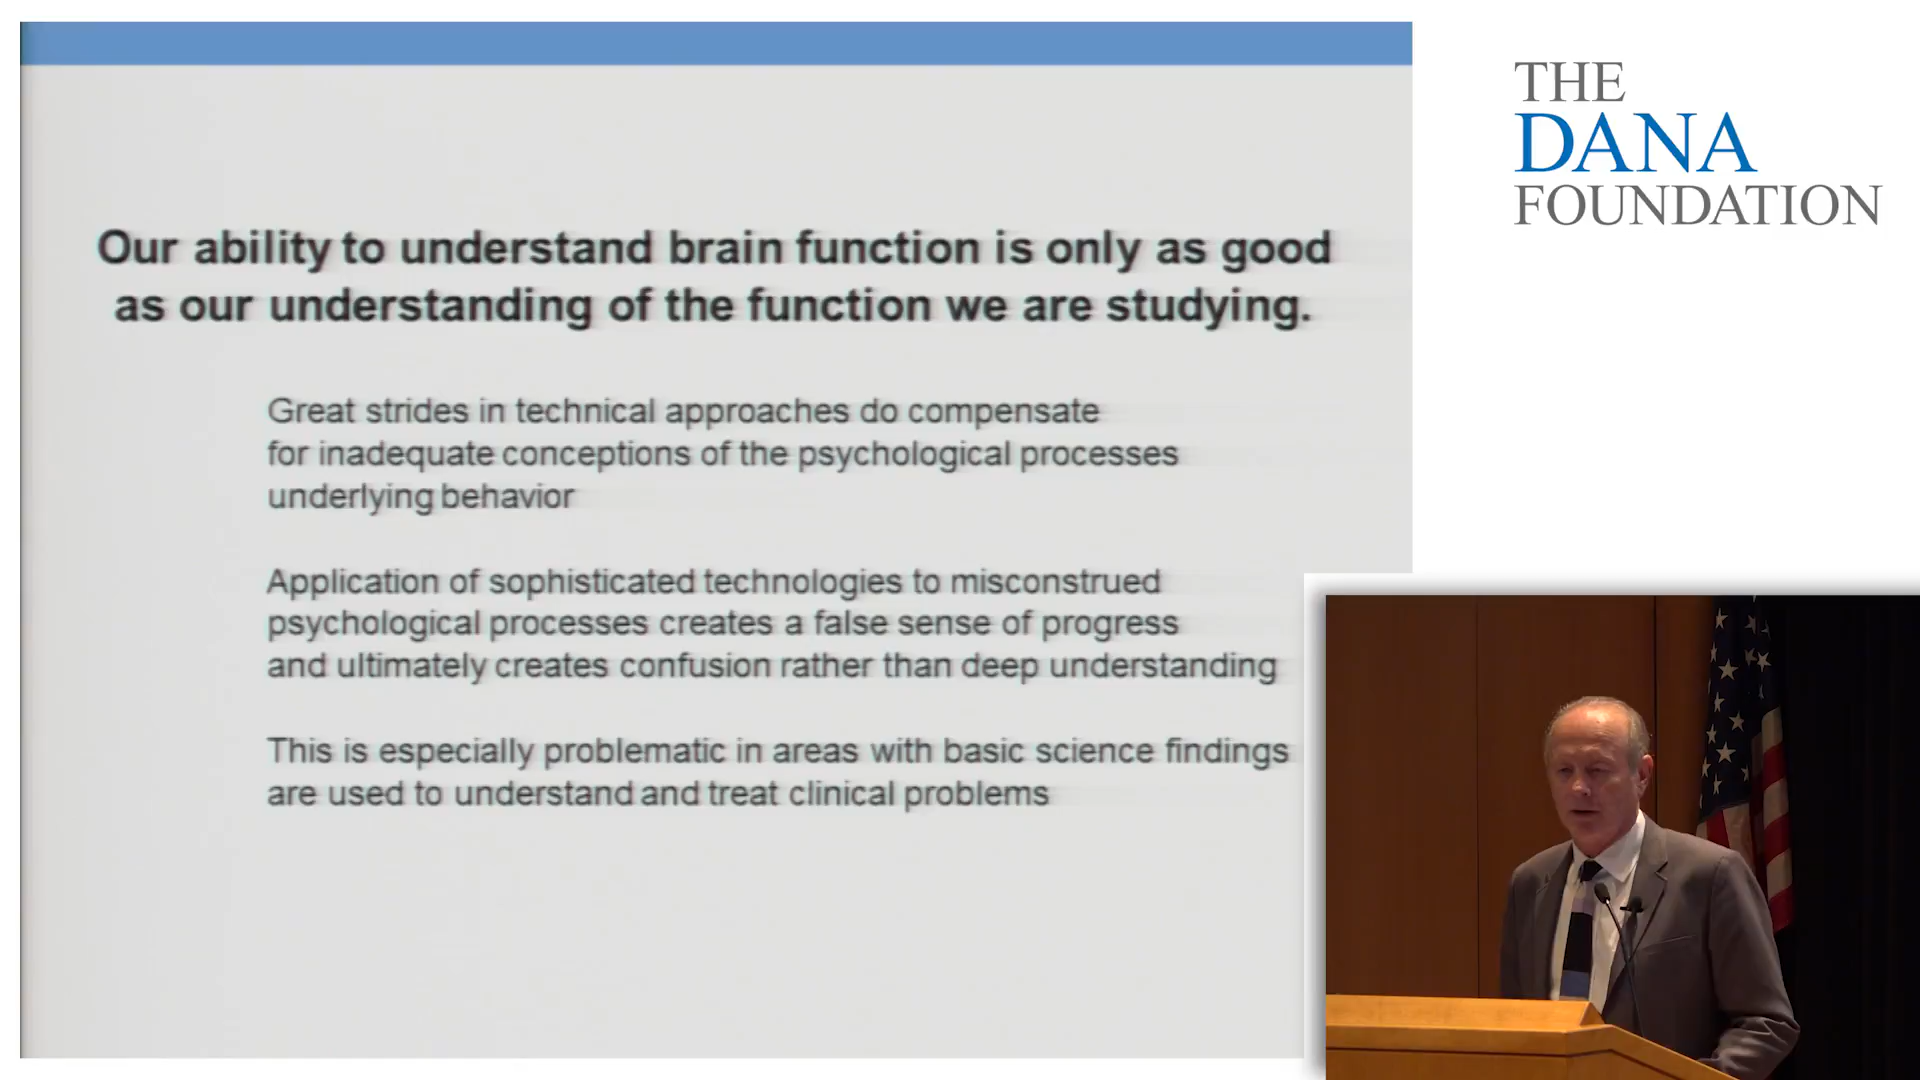 Our ability to understand brain function is only as good
as our understanding of the function we are studying.
Great strides in technical approaches do compensate
for inadequate conceptions of the psychological processes
underlying behavior
Application of sophisticated technologies to misconstrued
psychological processes creates a false sense of progress
and ultimately creates confusion rather than deep understanding
This is especially problematic in areas with basic science findings
are used to understand and treat clinical problems
THE
DANA
FOUNDATION